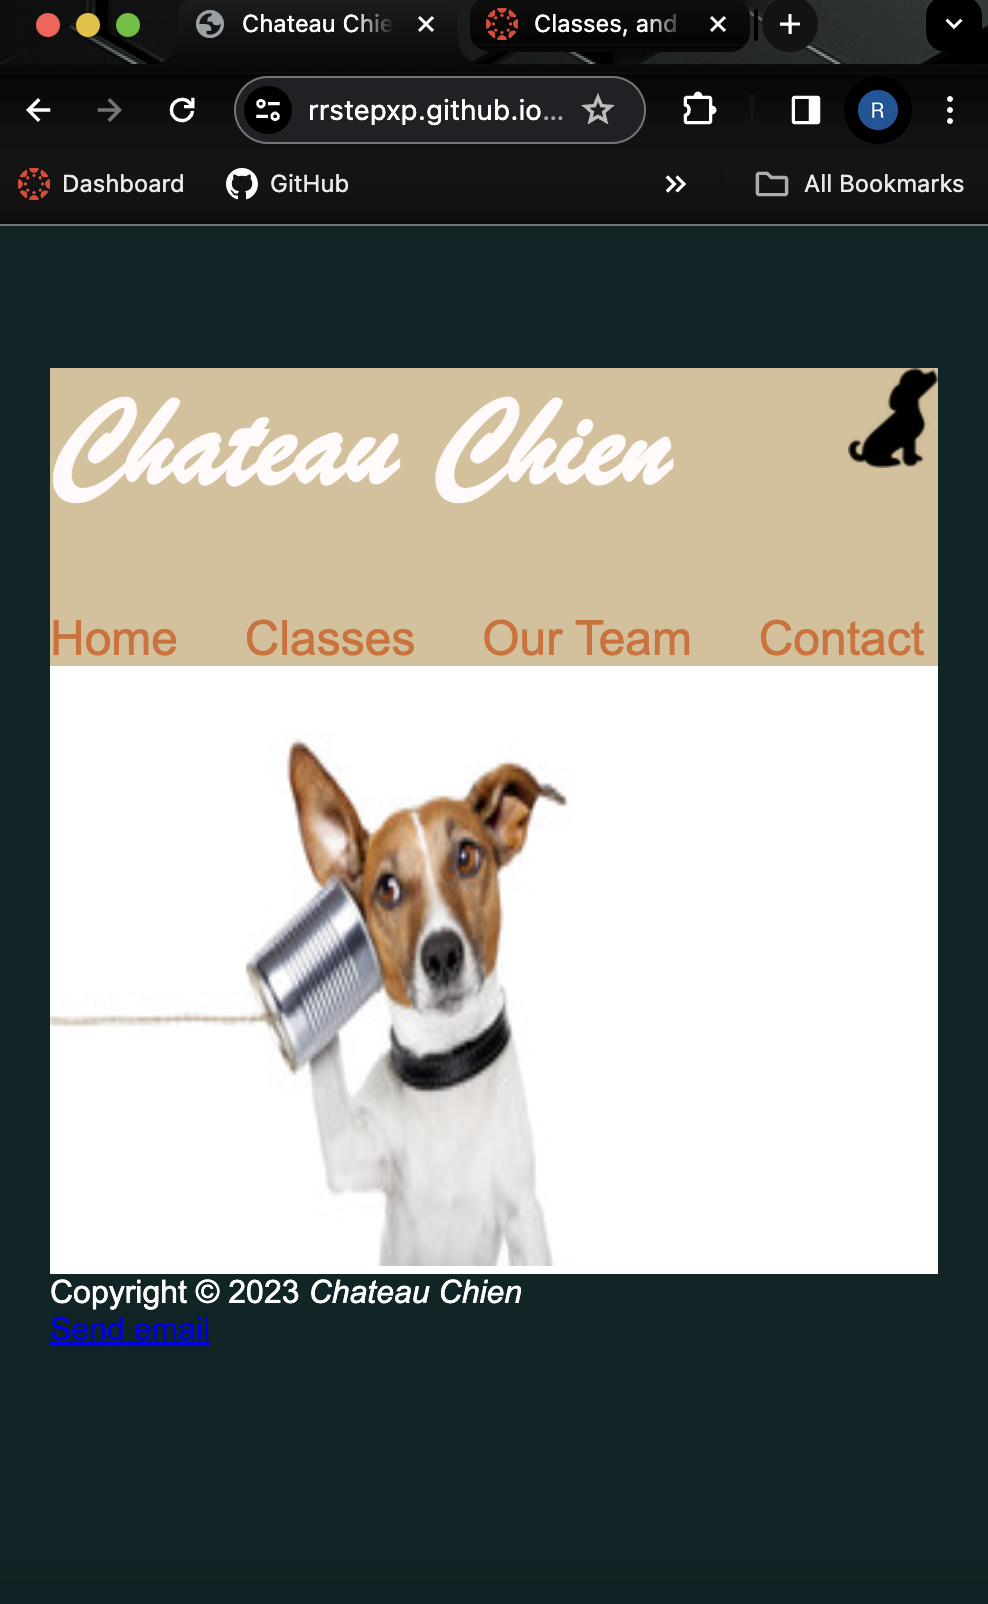 Chateau Chie
Classes, and
rrstepxp.github.io...
R
Dashboard
GitHub
All Bookmarks
Chateau Chien
Home Classes Our Team Contact
Copyright © 2023 Chateau Chien
Send email